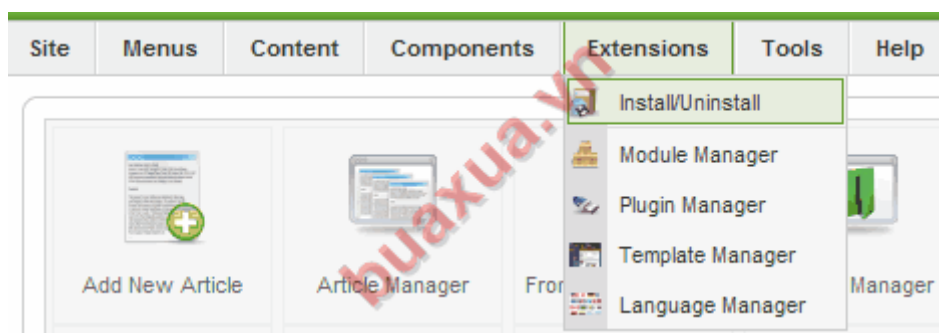 Site Menus Content Components Extensions Tools Help
Install/Uninstall
Module Manager
Plugin Manager
Template Manager
Language Manager
Add New Article Article Manager Manager
buaxua.vn